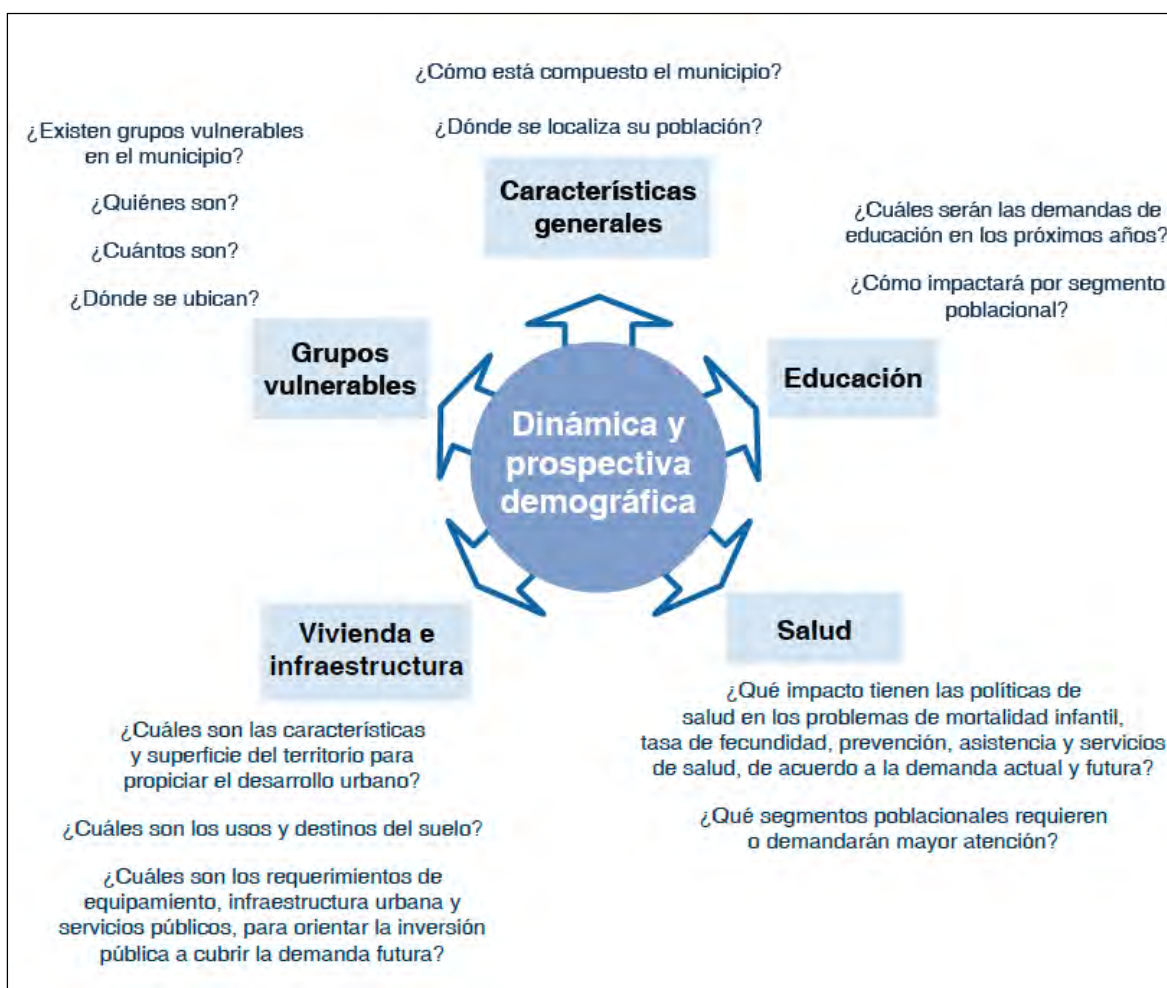 ¿Cómo está compuesto el municipio?
¿Dónde se localiza su población?
Características
generales
¿Existen grupos vulnerables
en el municipio?
¿Quiénes son?
¿Cuántos son?
¿Dónde se ubican?
Grupos
vulnerables
¿Cuáles serán las demandas de
educación en los próximos años?
¿Cómo impactará por segmento
poblacional?
Educación
Dinámica y
prospectiva
demográfica
Vivienda e
infraestructura
¿Cuáles son las características
y superficie del territorio para
propiciar el desarrollo urbano?
¿Cuáles son los usos y destinos del suelo?
¿Cuáles son los requerimientos de
equipamiento, infraestructura urbana y
servicios públicos, para orientar la inversión
pública a cubrir la demanda futura?
Salud
¿Qué impacto tienen las políticas de
salud en los problemas de mortalidad infantil,
tasa de fecundidad, prevención, asistencia y servicios
de salud, de acuerdo a la demanda actual y futura?
¿Qué segmentos poblacionales requieren
o demandarán mayor atención?